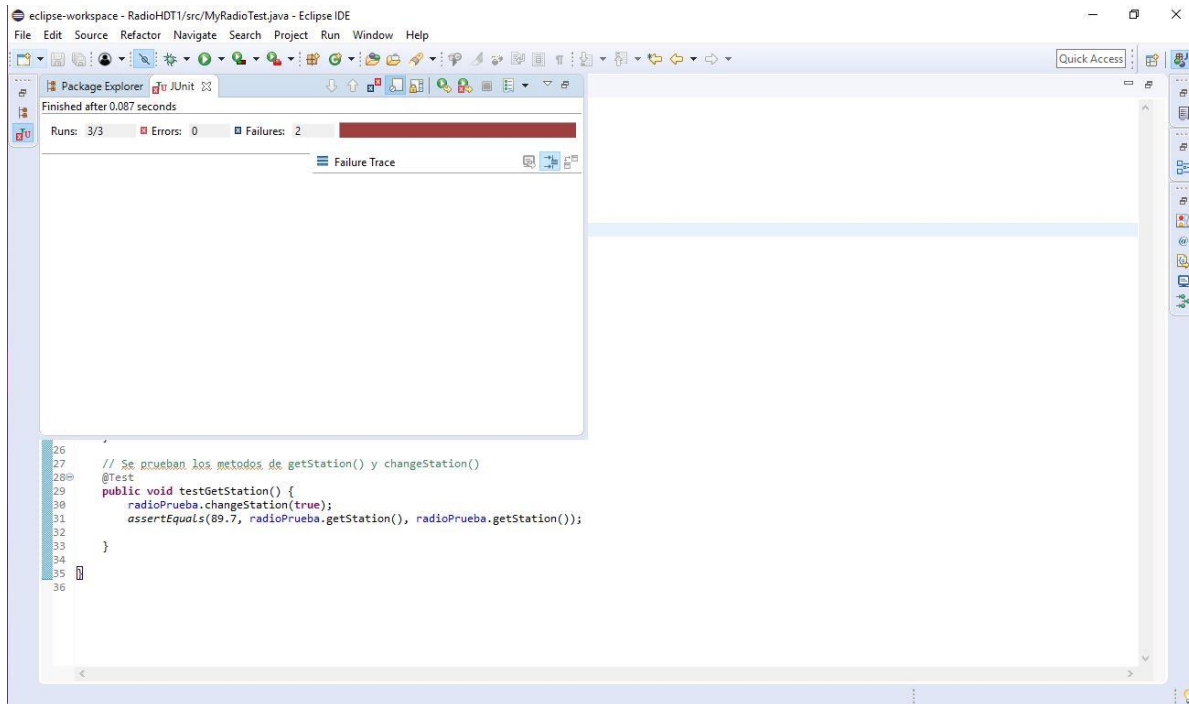 eclipse-workspace - RadioHDT1/src/MyRadioTest.java - Eclipse IDE
File Edit Source Refactor Navigate Search Project Run Window Help
Quick Access
Package Explorer JUnit
Finished after 0.087 seconds
Runs: 3/3 Errors: 0 Failures: 2
Failure Trace
26
27 // Se prueban los metodos de getStation() y changeStation()
28 @Test
29 public void testGetStation() {
30 radioPrueba.changeStation(true);
31 assertEquals(89.7, radioPrueba.getStation(), radioPrueba.getStation());
32
33 }
34
35 }
36